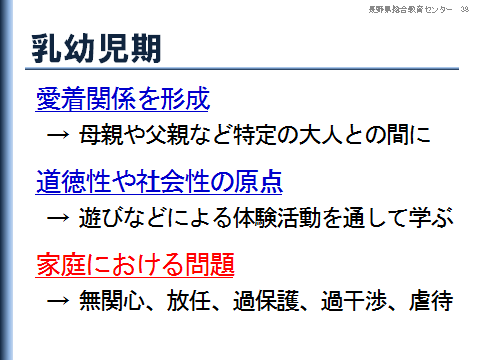 長野県総合教育センター 38
乳幼児期
愛着関係を形成
→ 母親や父親など特定の大人との間に
道徳性や社会性の原点
→ 遊びなどによる体験活動を通して学ぶ
家庭における問題
→ 無関心、放任、過保護、過干渉、虐待